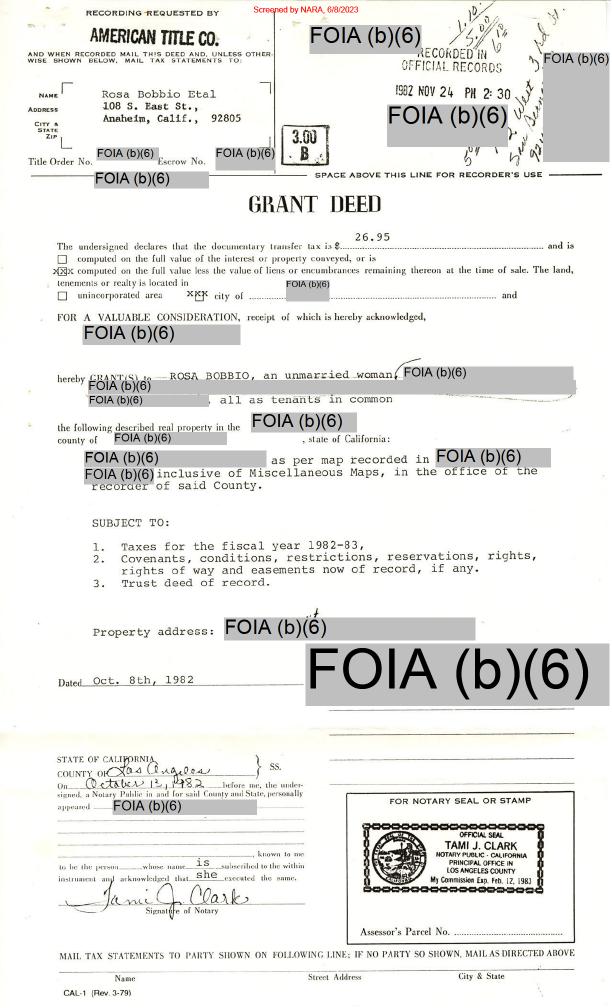 Screened by NARA, 6/8/2023
RECORDING REQUESTED BY
AMERICAN TITLE CO.
AND WHEN RECORDED MAIL THIS DEED AND, UNLESS OTHER-
WISE SHOWN BELOW, MAIL TAX STATEMENTS TO:
NAME Rosa Bobbio Etal
ADDRESS 108 S. East St.,
CITY & STATE ZIP Anaheim, Calif., 92805
Title Order No. FOIA (b)(6) Escrow No. FOIA (b)(6)
FOIA (b)(6)
FOIA (b)(6)
1.10
5.00
6.10
RECORDED IN
OFFICIAL RECORDS
1982 NOV 24 PM 2:30
FOIA (b)(6)
FOIA (b)(6)
West 3rd St.
San
3.00
B
SPACE ABOVE THIS LINE FOR RECORDER'S USE
GRANT DEED
The undersigned declares that the documentary transfer tax is $ 26.95 and is
computed on the full value of the interest or property conveyed, or is
XXX computed on the full value less the value of liens or encumbrances remaining thereon at the time of sale. The land,
tenements or realty is located in
unincorporated area XXX city of FOIA (b)(6) and
FOR A VALUABLE CONSIDERATION, receipt of which is hereby acknowledged,
FOIA (b)(6)
hereby GRANT(S) to ROSA BOBBIO, an unmarried woman, FOIA (b)(6)
FOIA (b)(6)
FOIA (b)(6) , all as tenants in common
the following described real property in the FOIA (b)(6)
county of FOIA (b)(6) , state of California:
FOIA (b)(6) as per map recorded in FOIA (b)(6)
FOIA (b)(6) inclusive of Miscellaneous Maps, in the office of the
recorder of said County.
SUBJECT TO:
1. Taxes for the fiscal year 1982-83,
2. Covenants, conditions, restrictions, reservations, rights,
rights of way and easements now of record, if any.
3. Trust deed of record.
Property address: FOIA (b)(6)
FOIA (b)(6)
Dated Oct. 8th, 1982
STATE OF CALIFORNIA
COUNTY OF Los Angeles } SS.
On October 13, 1982 before me, the under-
signed, a Notary Public in and for said County and State, personally
appeared FOIA (b)(6)
, known to me
to be the person whose name is subscribed to the within
instrument and acknowledged that she executed the same.
Tami J. Clark
Signature of Notary
FOR NOTARY SEAL OR STAMP
OFFICIAL SEAL
TAMI J. CLARK
NOTARY PUBLIC - CALIFORNIA
PRINCIPAL OFFICE IN
LOS ANGELES COUNTY
My Commission Exp. Feb. 12, 1983
Assessor's Parcel No.
MAIL TAX STATEMENTS TO PARTY SHOWN ON FOLLOWING LINE; IF NO PARTY SO SHOWN, MAIL AS DIRECTED ABOVE
Name Street Address City & State
CAL-1 (Rev. 3-79)